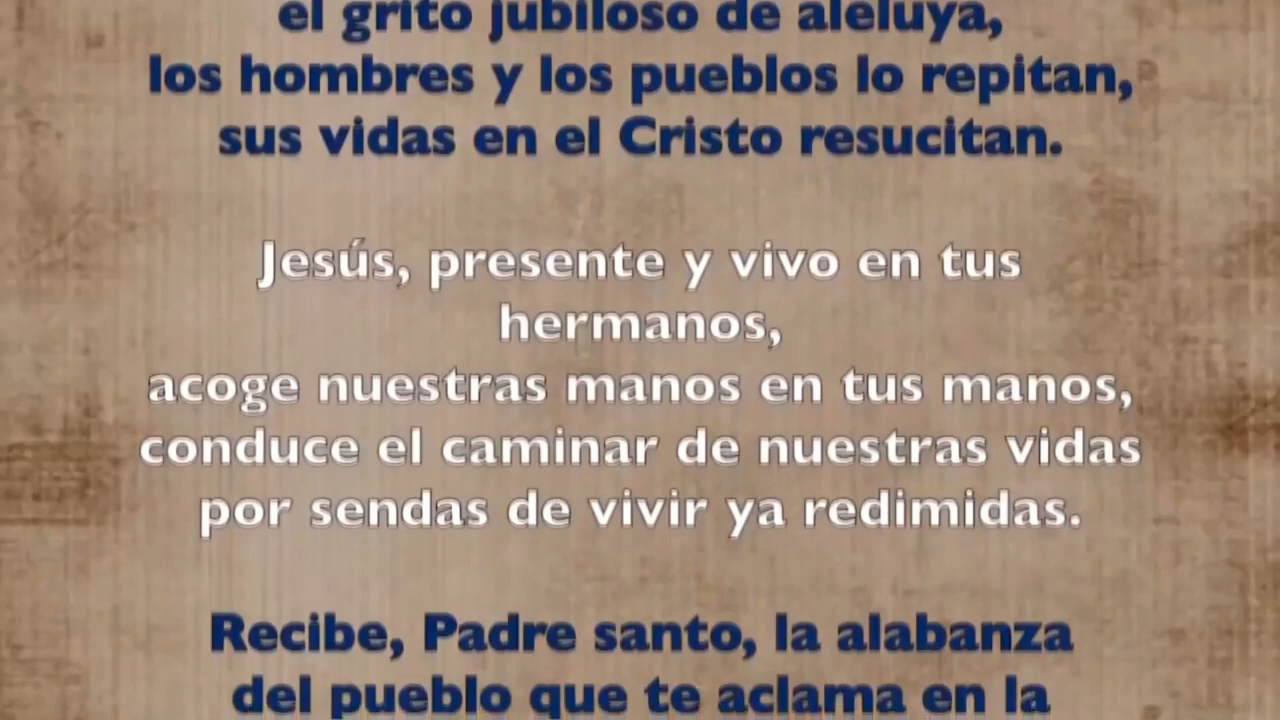 el grito jubiloso de aleluya,
los hombres y los pueblos lo repitan,
sus vidas en el Cristo resucitan.
Jesús, presente y vivo en tus
hermanos,
acoge nuestras manos en tus manos,
conduce el caminar de nuestras vidas
por sendas de vivir ya redimidas.
Recibe, Padre santo, la alabanza
del pueblo que te aclama en la